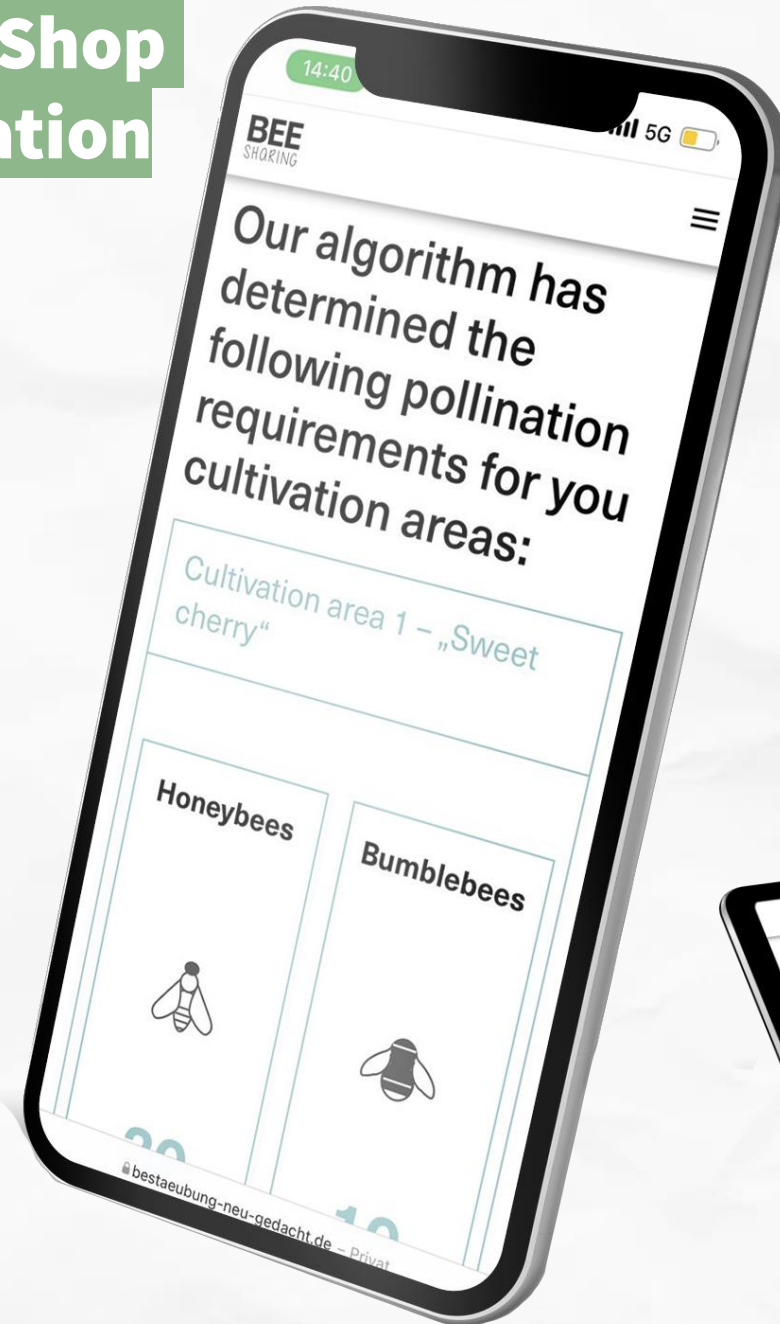 Shop
ation
14:40
5G
BEE
SHARING
Our algorithm has
determined the
following pollination
requirements for you
cultivation areas:
Cultivation area 1 – „Sweet
cherry“
Honeybees
Bumblebees
bestaeubung-neu-gedacht.de – Privat